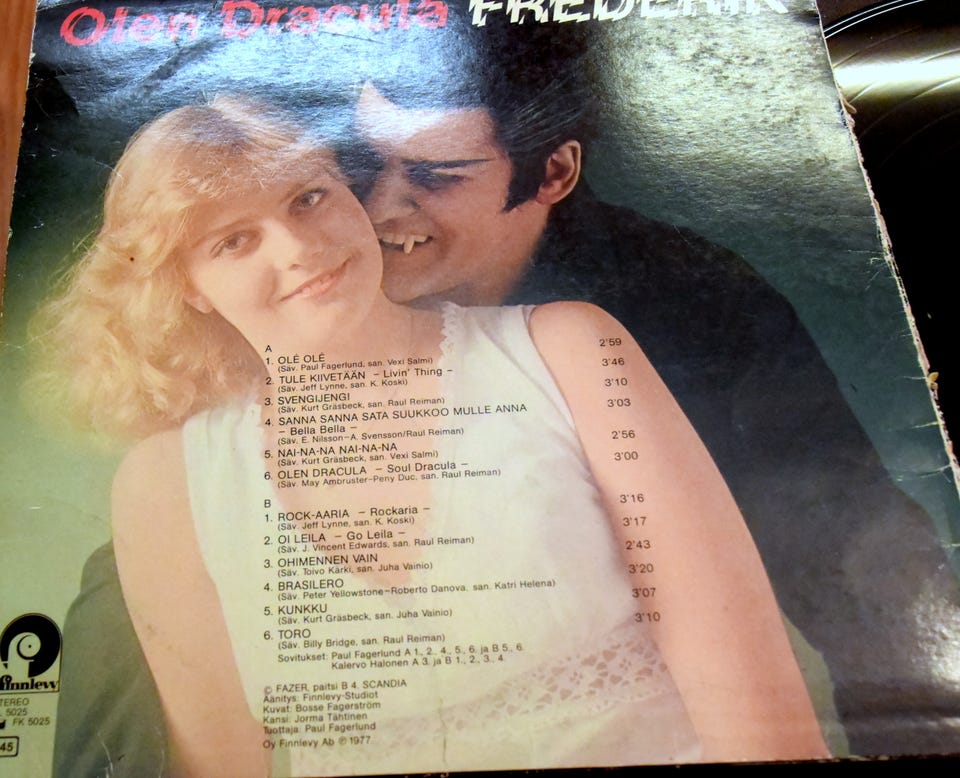 Olen Dracula FREDERIK
A
1. OLÉ OLÉ 2'59
(Säv. Paul Fagerlund, san. Vexi Salmi)
2. TULE KIIVETÄÄN – Livin' Thing – 3'46
(Säv. Jeff Lynne, san. K. Koski)
3. SVENGIJENGI 3'10
(Säv. Kurt Gräsbeck, san. Raul Reiman)
4. SANNA SANNA SATA SUUKKOO MULLE ANNA 3'03
– Bella Bella –
(Säv. E. Nilsson–A. Svensson/Raul Reiman)
5. NAI-NA-NA NAI-NA-NA 2'56
(Säv. Kurt Gräsbeck, san. Vexi Salmi)
6. OLEN DRACULA – Soul Dracula – 3'00
(Säv. May Ambruster–Peny Duc, san. Raul Reiman)
B
1. ROCK-AARIA – Rockaria – 3'16
(Säv. Jeff Lynne, san. K. Koski)
2. OI LEILA – Go Leila – 3'17
(Säv. J. Vincent Edwards, san. Raul Reiman)
3. OHIMENNEN VAIN 2'43
(Säv. Toivo Kärki, san. Juha Vainio)
4. BRASILERO 3'20
(Säv. Peter Yellowstone–Roberto Danova, san. Katri Helena)
5. KUNKKU 3'07
(Säv. Kurt Gräsbeck, san. Juha Vainio)
6. TORO 3'10
(Säv. Billy Bridge, san. Raul Reiman)
Sovitukset: Paul Fagerlund A 1., 2., 4., 5., 6. ja B 5., 6.
Kalervo Halonen A 3. ja B 1., 2., 3., 4.
© FAZER, paitsi B 4. SCANDIA
Äänitys: Finnlevy-Studiot
Kuvat: Bosse Fagerström
Kansi: Jorma Tähtinen
Tuottaja: Paul Fagerlund
Oy Finnlevy Ab ℗ 1977
finnlevy
TEREO
5025
FK 5025
45